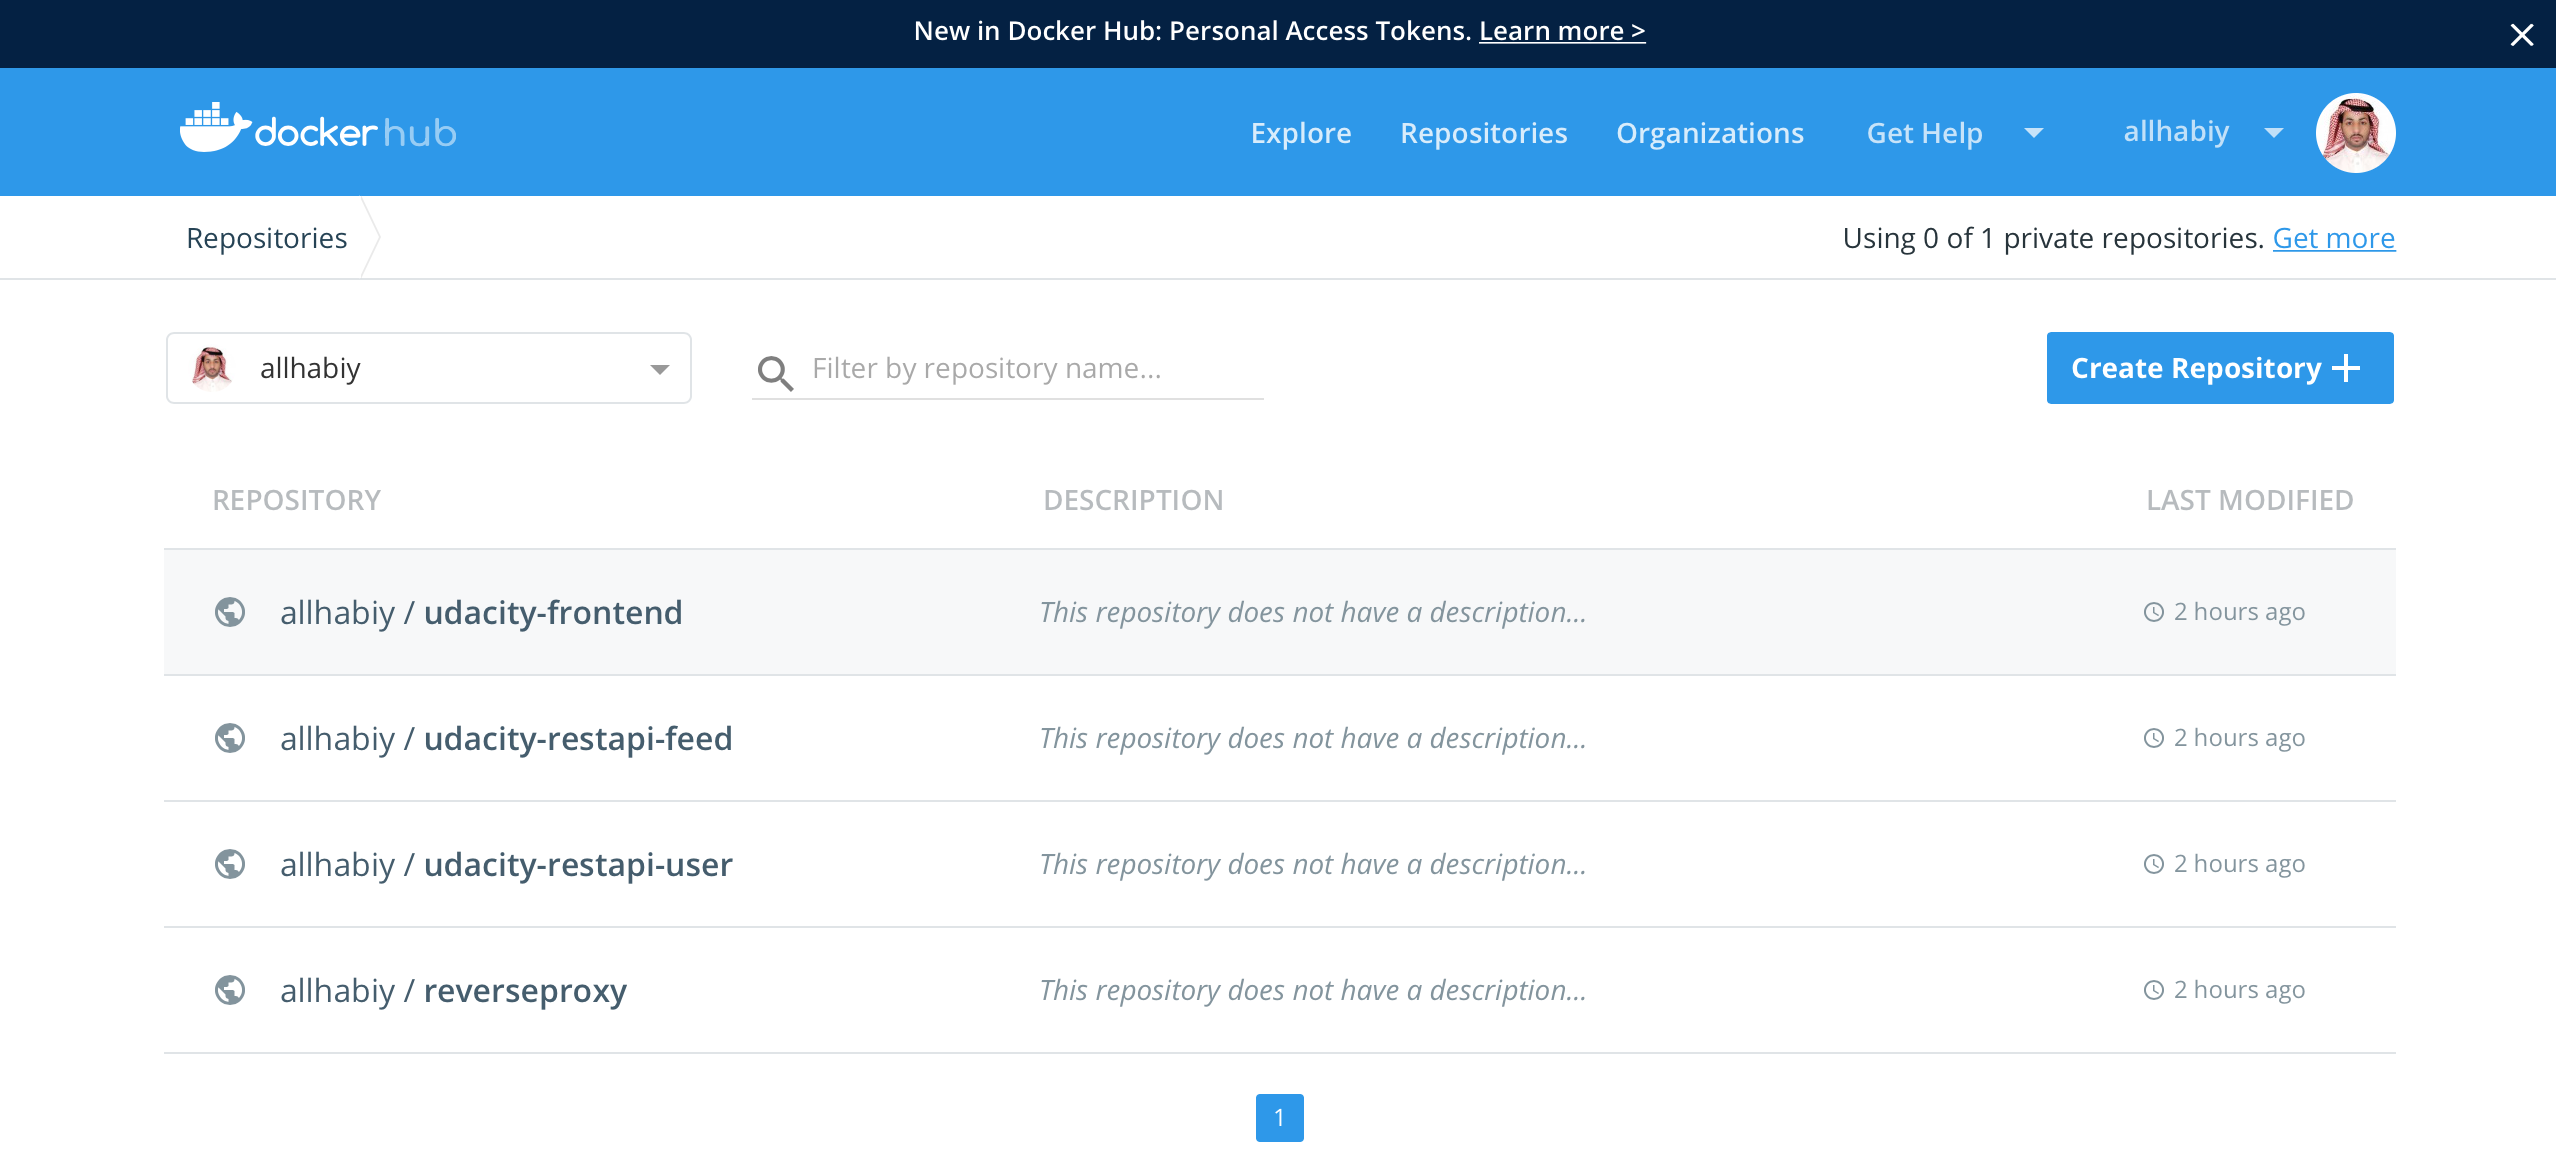 New in Docker Hub: Personal Access Tokens. Learn more >
docker hub
Explore Repositories Organizations Get Help allhabiy
Repositories
Using 0 of 1 private repositories. Get more
allhabiy
Filter by repository name...
Create Repository
REPOSITORY DESCRIPTION LAST MODIFIED
allhabiy / udacity-frontend This repository does not have a description... 2 hours ago
allhabiy / udacity-restapi-feed This repository does not have a description... 2 hours ago
allhabiy / udacity-restapi-user This repository does not have a description... 2 hours ago
allhabiy / reverseproxy This repository does not have a description... 2 hours ago
1